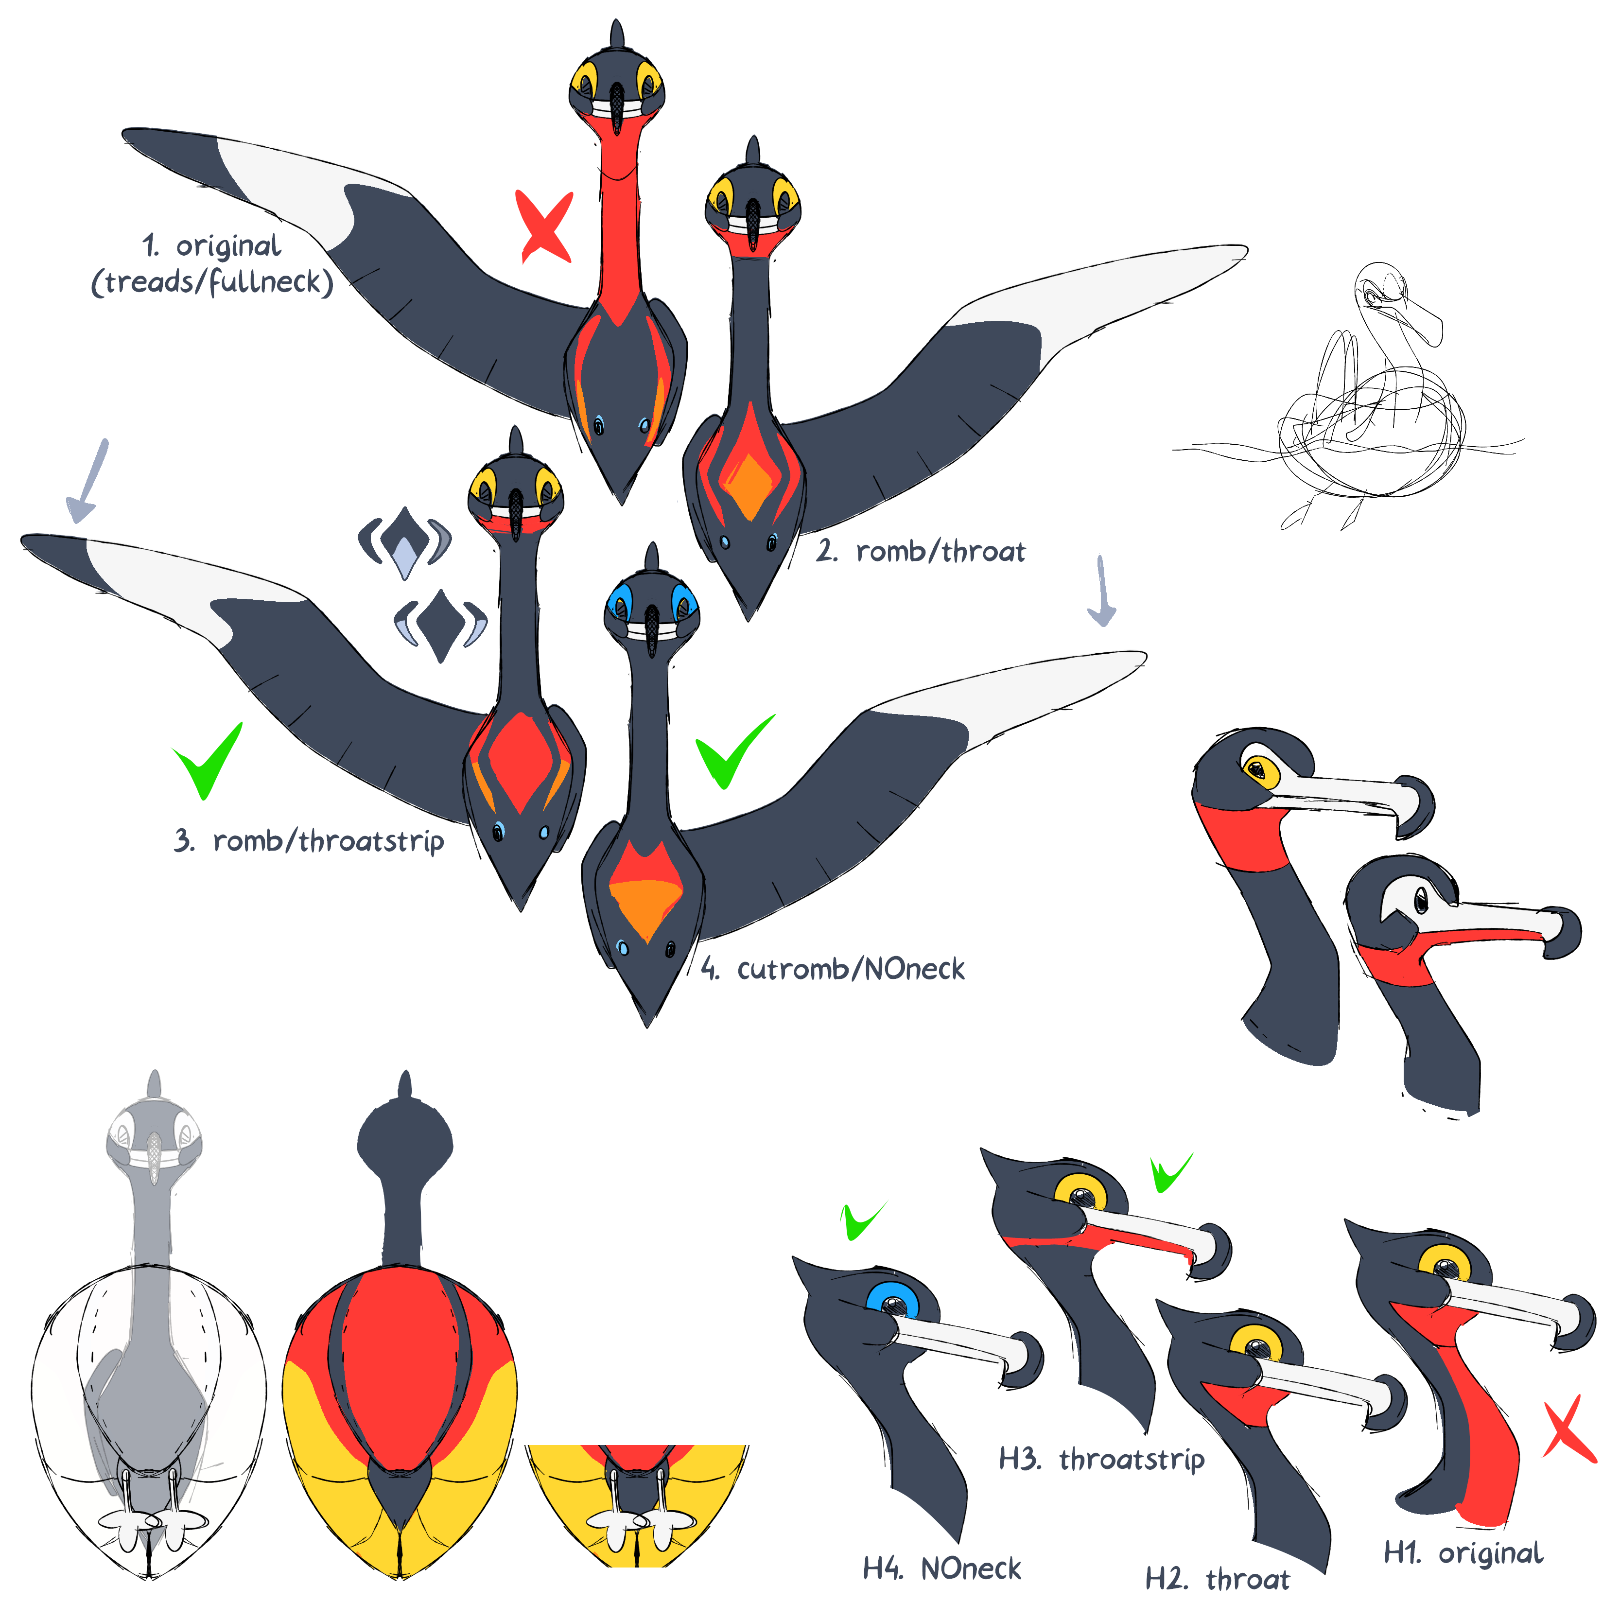 1. original
(treads/fullneck)
2. romb/throat
3. romb/throatstrip
4. cutromb/NOneck
H3. throatstrip
H1. original
H4. NOneck
H2. throat